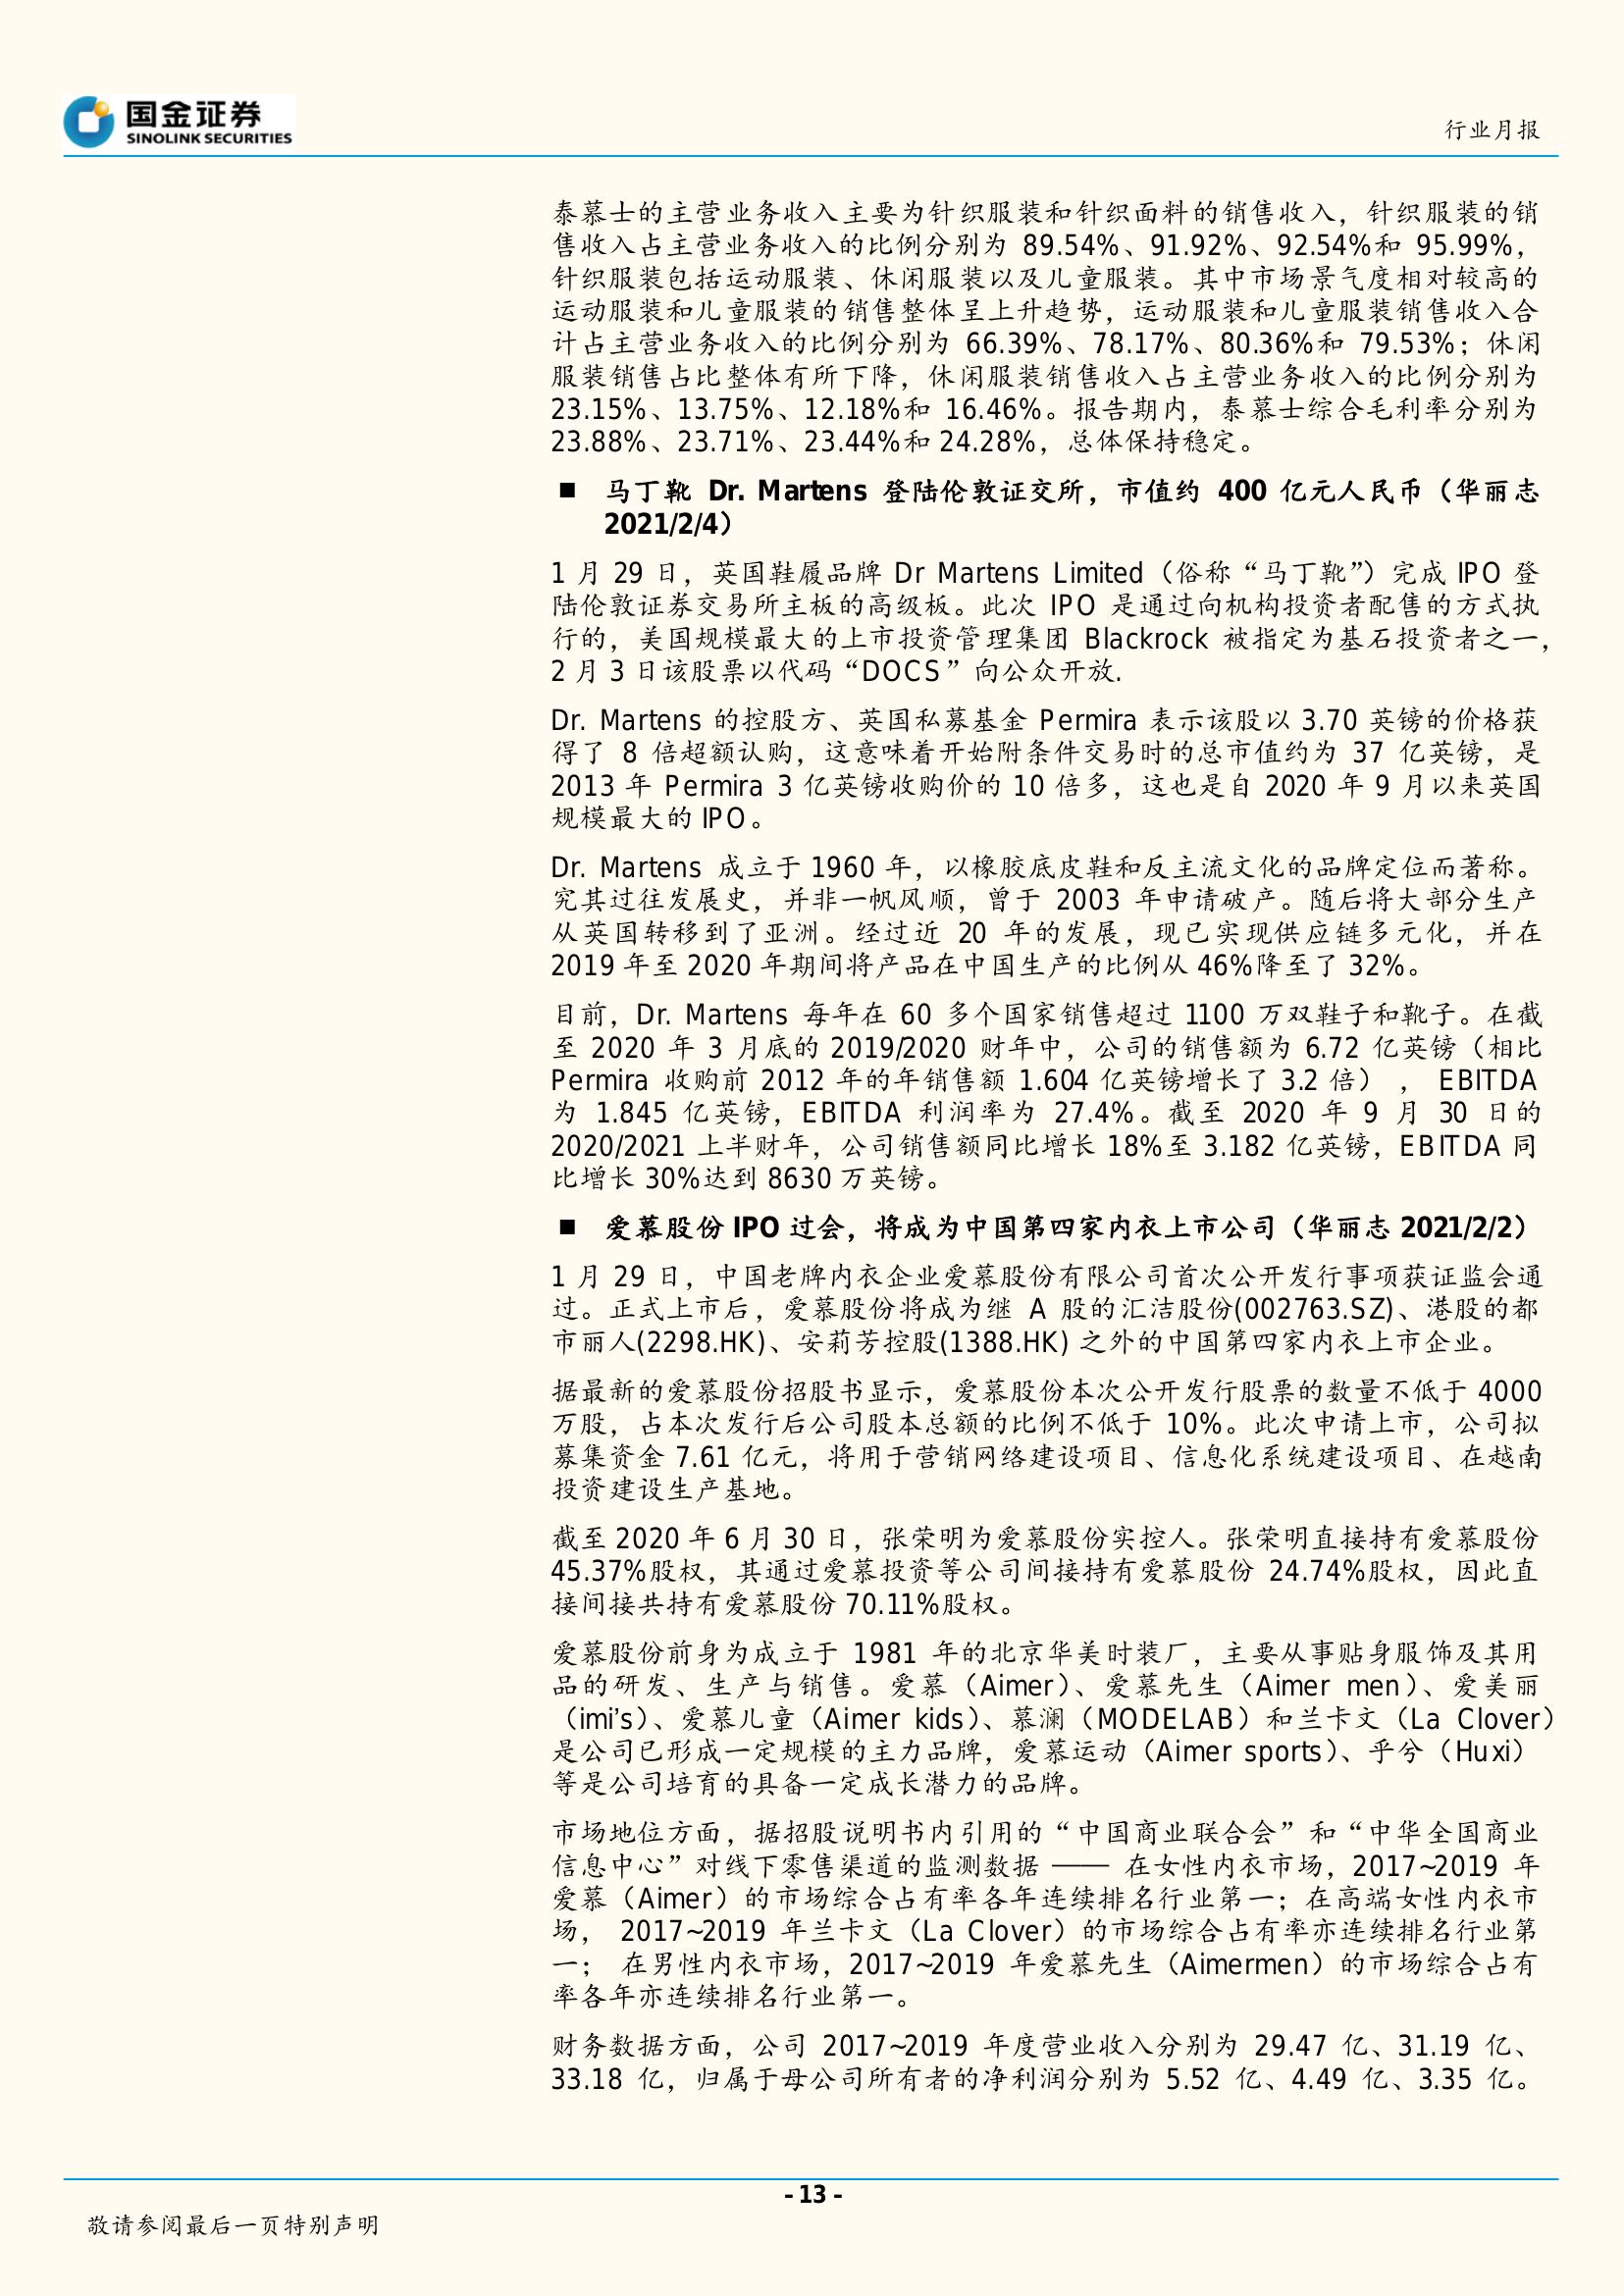 国金证券
SINOLINK SECURITIES
行业月报
泰慕士的主营业务收入主要为针织服装和针织面料的销售收入，针织服装的销
售收入占主营业务收入的比例分别为 89.54%、91.92%、92.54%和 95.99%，
针织服装包括运动服装、休闲服装以及儿童服装。其中市场景气度相对较高的
运动服装和儿童服装的销售整体呈上升趋势，运动服装和儿童服装销售收入合
计占主营业务收入的比例分别为 66.39%、78.17%、80.36%和 79.53%；休闲
服装销售占比整体有所下降，休闲服装销售收入占主营业务收入的比例分别为
23.15%、13.75%、12.18%和 16.46%。报告期内，泰慕士综合毛利率分别为
23.88%、23.71%、23.44%和 24.28%，总体保持稳定。
■ 马丁靴 Dr. Martens 登陆伦敦证交所，市值约 400 亿元人民币（华丽志
2021/2/4）
1 月 29 日，英国鞋履品牌 Dr Martens Limited（俗称“马丁靴”）完成 IPO 登
陆伦敦证券交易所主板的高级板。此次 IPO 是通过向机构投资者配售的方式执
行的，美国规模最大的上市投资管理集团 Blackrock 被指定为基石投资者之一，
2 月 3 日该股票以代码“DOCS”向公众开放.
Dr. Martens 的控股方、英国私募基金 Permira 表示该股以 3.70 英镑的价格获
得了 8 倍超额认购，这意味着开始附条件交易时的总市值约为 37 亿英镑，是
2013 年 Permira 3 亿英镑收购价的 10 倍多，这也是自 2020 年 9 月以来英国
规模最大的 IPO。
Dr. Martens 成立于 1960 年，以橡胶底皮鞋和反主流文化的品牌定位而著称。
究其过往发展史，并非一帆风顺，曾于 2003 年申请破产。随后将大部分生产
从英国转移到了亚洲。经过近 20 年的发展，现已实现供应链多元化，并在
2019 年至 2020 年期间将产品在中国生产的比例从 46%降至了 32%。
目前，Dr. Martens 每年在 60 多个国家销售超过 1100 万双鞋子和靴子。在截
至 2020 年 3 月底的 2019/2020 财年中，公司的销售额为 6.72 亿英镑（相比
Permira 收购前 2012 年的年销售额 1.604 亿英镑增长了 3.2 倍） ， EBITDA
为 1.845 亿英镑，EBITDA 利润率为 27.4%。截至 2020 年 9 月 30 日的
2020/2021 上半财年，公司销售额同比增长 18%至 3.182 亿英镑，EBITDA 同
比增长 30%达到 8630 万英镑。
■ 爱慕股份 IPO 过会，将成为中国第四家内衣上市公司（华丽志 2021/2/2）
1 月 29 日，中国老牌内衣企业爱慕股份有限公司首次公开发行事项获证监会通
过。正式上市后，爱慕股份将成为继 A 股的汇洁股份(002763.SZ)、港股的都
市丽人(2298.HK)、安莉芳控股(1388.HK) 之外的中国第四家内衣上市企业。
据最新的爱慕股份招股书显示，爱慕股份本次公开发行股票的数量不低于 4000
万股，占本次发行后公司股本总额的比例不低于 10%。此次申请上市，公司拟
募集资金 7.61 亿元，将用于营销网络建设项目、信息化系统建设项目、在越南
投资建设生产基地。
截至 2020 年 6 月 30 日，张荣明为爱慕股份实控人。张荣明直接持有爱慕股份
45.37%股权，其通过爱慕投资等公司间接持有爱慕股份 24.74%股权，因此直
接间接共持有爱慕股份 70.11%股权。
爱慕股份前身为成立于 1981 年的北京华美时装厂，主要从事贴身服饰及其用
品的研发、生产与销售。爱慕（Aimer）、爱慕先生（Aimer men）、爱美丽
（imi’s）、爱慕儿童（Aimer kids）、慕澜（MODELAB）和兰卡文（La Clover）
是公司已形成一定规模的主力品牌，爱慕运动（Aimer sports）、乎兮（Huxi）
等是公司培育的具备一定成长潜力的品牌。
市场地位方面，据招股说明书内引用的“中国商业联合会”和“中华全国商业
信息中心”对线下零售渠道的监测数据 —— 在女性内衣市场，2017~2019 年
爱慕（Aimer）的市场综合占有率各年连续排名行业第一；在高端女性内衣市
场， 2017~2019 年兰卡文（La Clover）的市场综合占有率亦连续排名行业第
一； 在男性内衣市场，2017~2019 年爱慕先生（Aimermen）的市场综合占有
率各年亦连续排名行业第一。
财务数据方面，公司 2017~2019 年度营业收入分别为 29.47 亿、31.19 亿、
33.18 亿，归属于母公司所有者的净利润分别为 5.52 亿、4.49 亿、3.35 亿。
- 13 -
敬请参阅最后一页特别声明